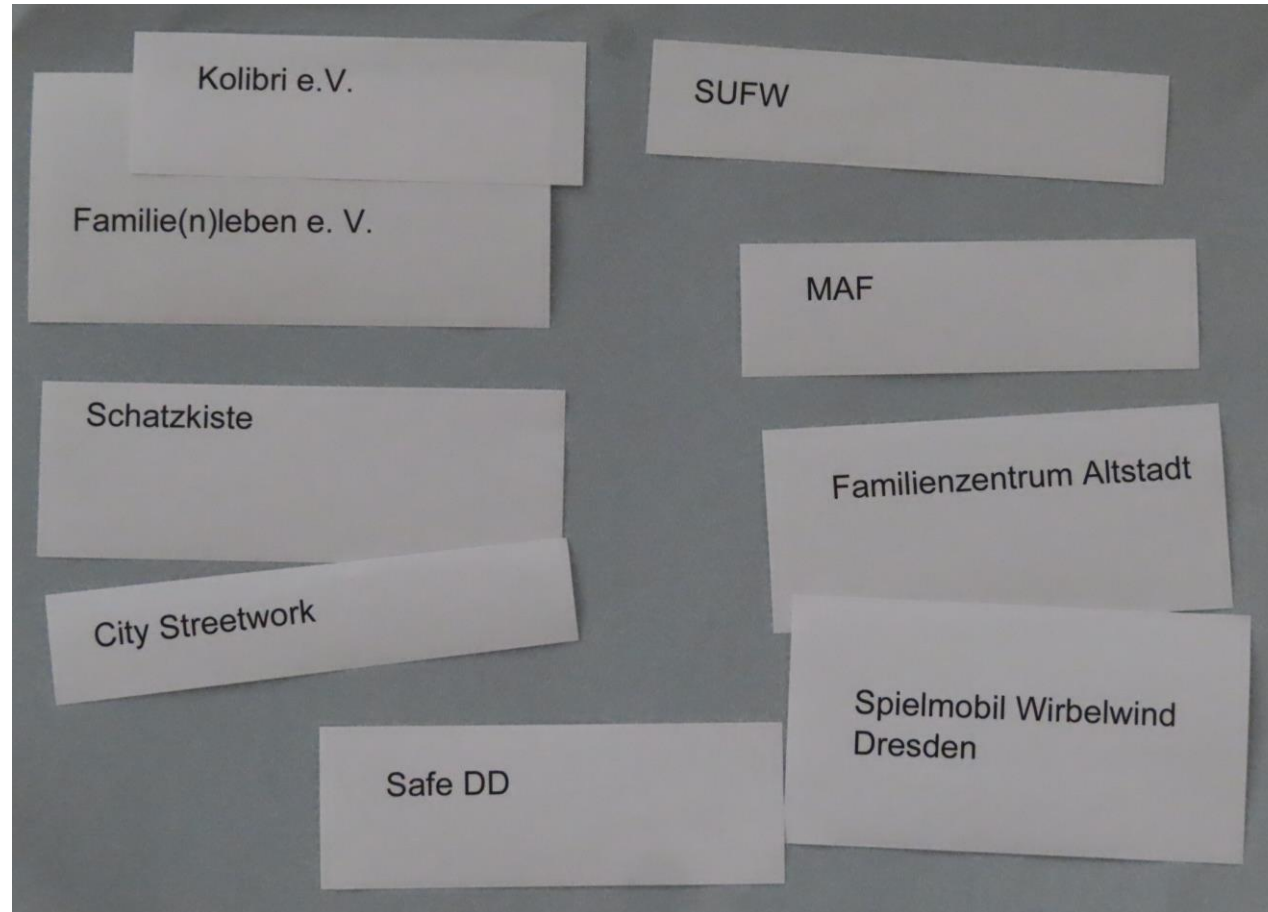 Kolibri e.V.
SUFW
Familie(n)leben e. V.
MAF
Schatzkiste
Familienzentrum Altstadt
City Streetwork
Spielmobil Wirbelwind
Dresden
Safe DD